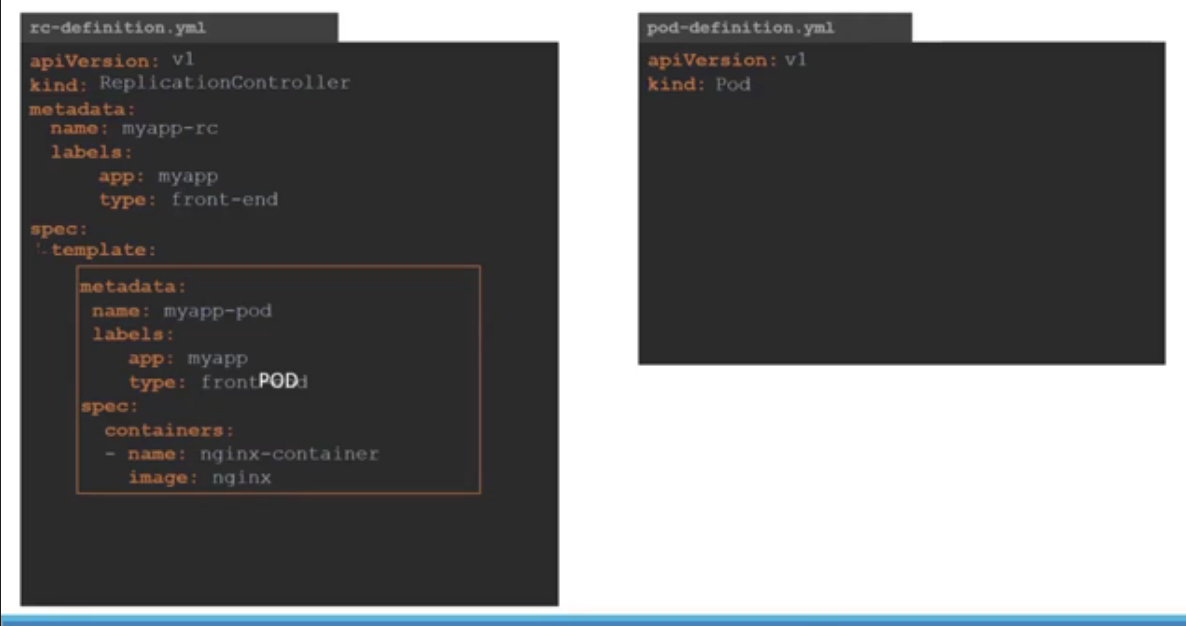 rc-definition.yml
apiVersion: v1
kind: ReplicationController
metadata:
name: myapp-rc
labels:
app: myapp
type: front-end
spec:
template:
metadata:
name: myapp-pod
labels:
app: myapp
type: front
POD
spec:
containers:
- name: nginx-container
image: nginx
pod-definition.yml
apiVersion: v1
kind: Pod